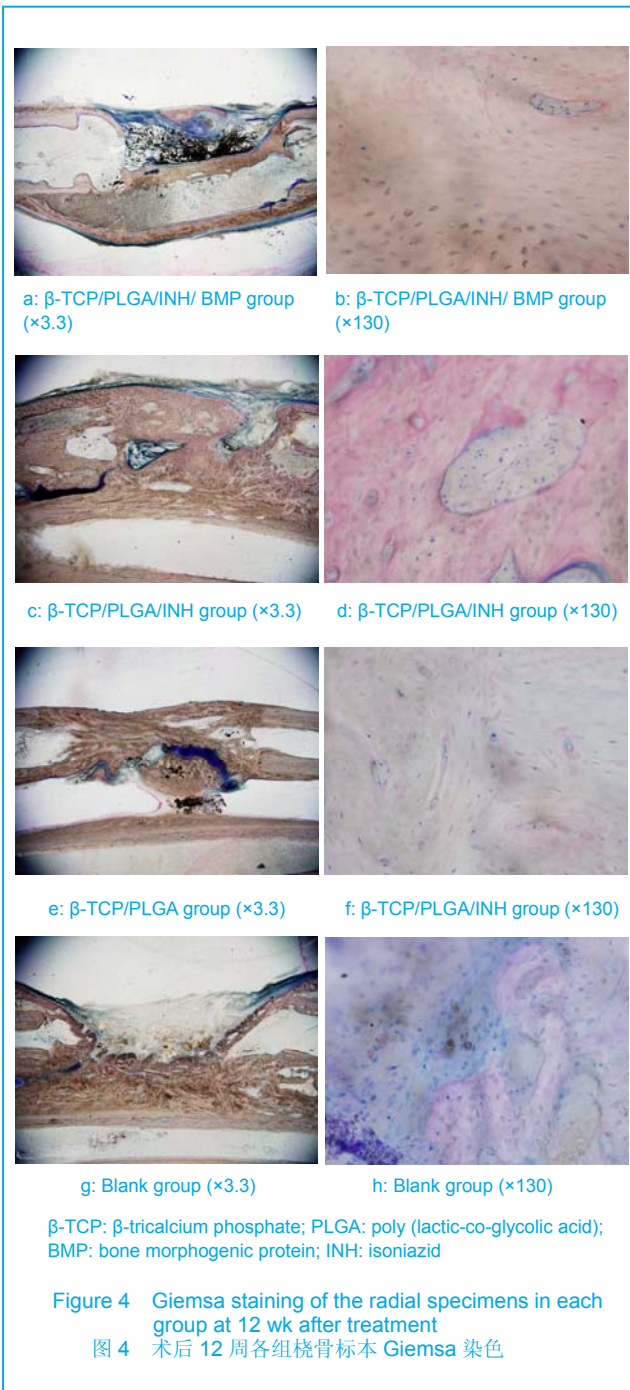 a: β-TCP/PLGA/INH/ BMP group
(×3.3)
b: β-TCP/PLGA/INH/ BMP group
(×130)
c: β-TCP/PLGA/INH group (×3.3)
d: β-TCP/PLGA/INH group (×130)
e: β-TCP/PLGA group (×3.3)
f: β-TCP/PLGA/INH group (×130)
g: Blank group (×3.3)
h: Blank group (×130)
β-TCP: β-tricalcium phosphate; PLGA: poly (lactic-co-glycolic acid);
BMP: bone morphogenic protein; INH: isoniazid
Figure 4 Giemsa staining of the radial specimens in each
group at 12 wk after treatment
图 4 术后 12 周各组桡骨标本 Giemsa 染色